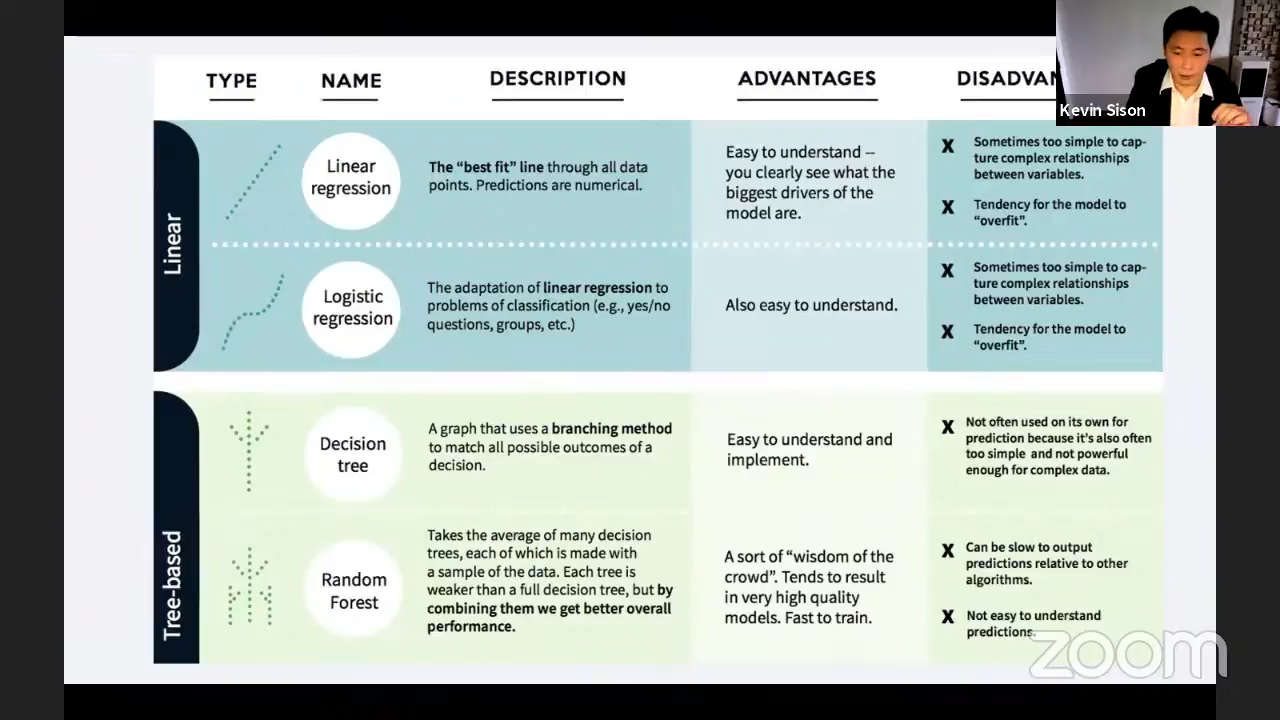 TYPE
NAME
DESCRIPTION
ADVANTAGES
DISADVAN
Kevin Sison
Linear
Linear
regression
The “best fit” line through all data
points. Predictions are numerical.
Easy to understand –
you clearly see what the
biggest drivers of the
model are.
X Sometimes too simple to cap-
ture complex relationships
between variables.
X Tendency for the model to
“overfit”.
Logistic
regression
The adaptation of linear regression to
problems of classification (e.g., yes/no
questions, groups, etc.)
Also easy to understand.
X Sometimes too simple to cap-
ture complex relationships
between variables.
X Tendency for the model to
“overfit”.
Tree-based
Decision
tree
A graph that uses a branching method
to match all possible outcomes of a
decision.
Easy to understand and
implement.
X Not often used on its own for
prediction because it’s also often
too simple and not powerful
enough for complex data.
Random
Forest
Takes the average of many decision
trees, each of which is made with
a sample of the data. Each tree is
weaker than a full decision tree, but by
combining them we get better overall
performance.
A sort of “wisdom of the
crowd”. Tends to result
in very high quality
models. Fast to train.
X Can be slow to output
predictions relative to other
algorithms.
X Not easy to understand
predictions.
zoom